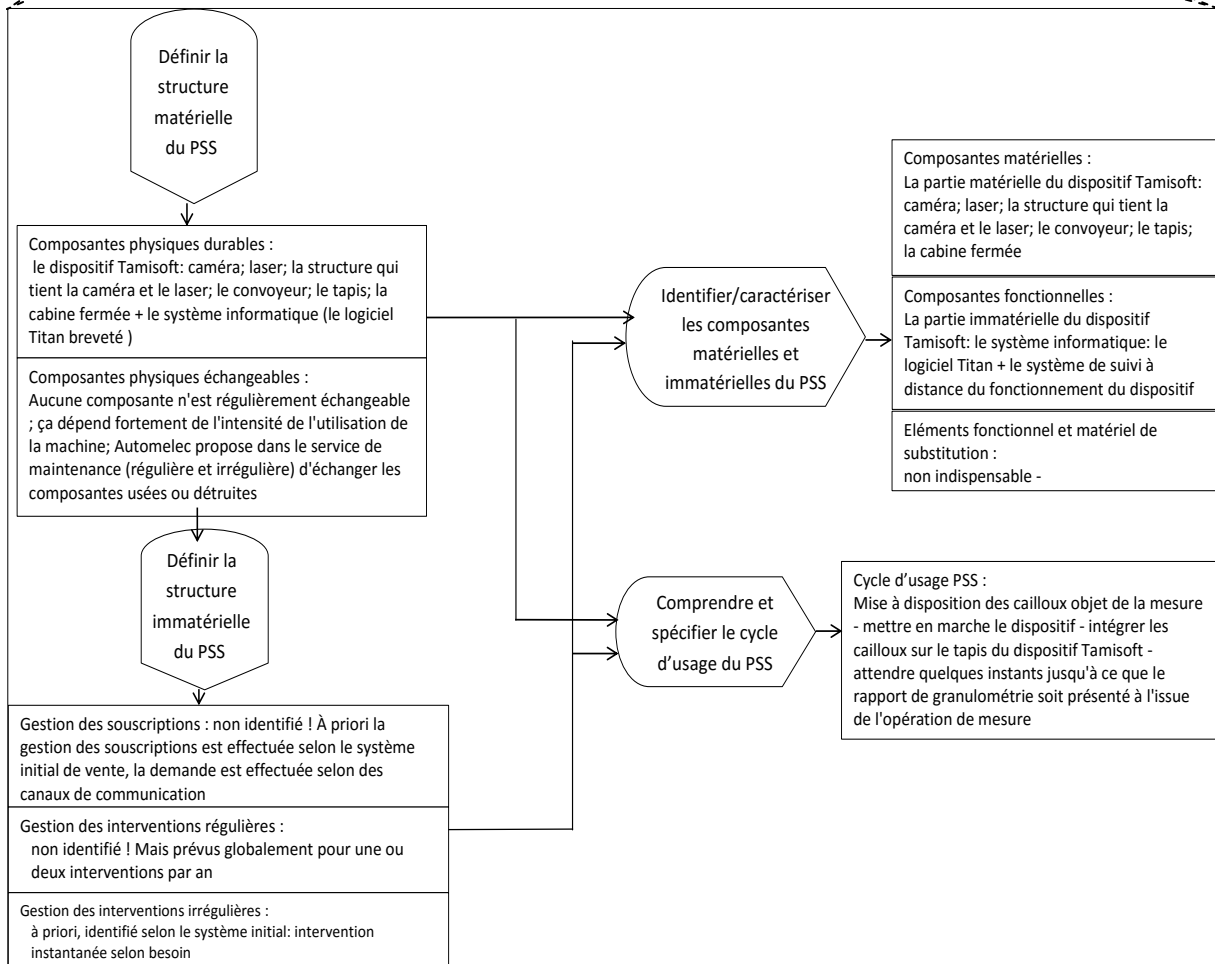 Définir la
structure
matérielle
du PSS
Composantes physiques durables :
le dispositif Tamisoft: caméra; laser; la structure qui
tient la caméra et le laser; le convoyeur; le tapis; la
cabine fermée + le système informatique (le logiciel
Titan breveté )
Composantes physiques échangeables :
Aucune composante n'est régulièrement échangeable
; ça dépend fortement de l'intensité de l'utilisation de
la machine; Automelec propose dans le service de
maintenance (régulière et irrégulière) d'échanger les
composantes usées ou détruites
Définir la
structure
immatérielle
du PSS
Gestion des souscriptions : non identifié ! À priori la
gestion des souscriptions est effectuée selon le système
initial de vente, la demande est effectuée selon des
canaux de communication
Gestion des interventions régulières :
non identifié ! Mais prévus globalement pour une ou
deux interventions par an
Gestion des interventions irrégulières :
à priori, identifié selon le système initial: intervention
instantanée selon besoin
Identifier/caractériser
les composantes
matérielles et
immatérielles du PSS
Composantes matérielles :
La partie matérielle du dispositif Tamisoft:
caméra; laser; la structure qui tient la
caméra et le laser; le convoyeur; le tapis;
la cabine fermée
Composantes fonctionnelles :
La partie immatérielle du dispositif
Tamisoft: le système informatique: le
logiciel Titan + le système de suivi à
distance du fonctionnement du dispositif
Eléments fonctionnel et matériel de
substitution :
non indispensable -
Comprendre et
spécifier le cycle
d'usage du PSS
Cycle d'usage PSS :
Mise à disposition des cailloux objet de la mesure
- mettre en marche le dispositif - intégrer les
cailloux sur le tapis du dispositif Tamisoft -
attendre quelques instants jusqu'à ce que le
rapport de granulométrie soit présenté à l'issue
de l'opération de mesure